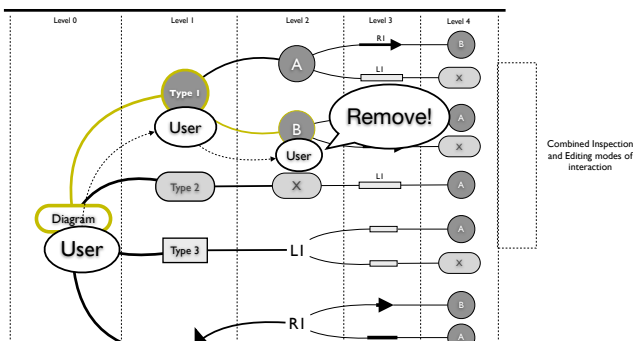 Level 0
Level 1
Level 2
Level 3
Level 4
R1
B
A
L1
X
Type 1
User
B
Remove!
A
User
X
L1
Type 2
X
A
Combined Inspection
and Editing modes of
interaction
Diagram
User
Type 3
L1
A
X
R1
B
A